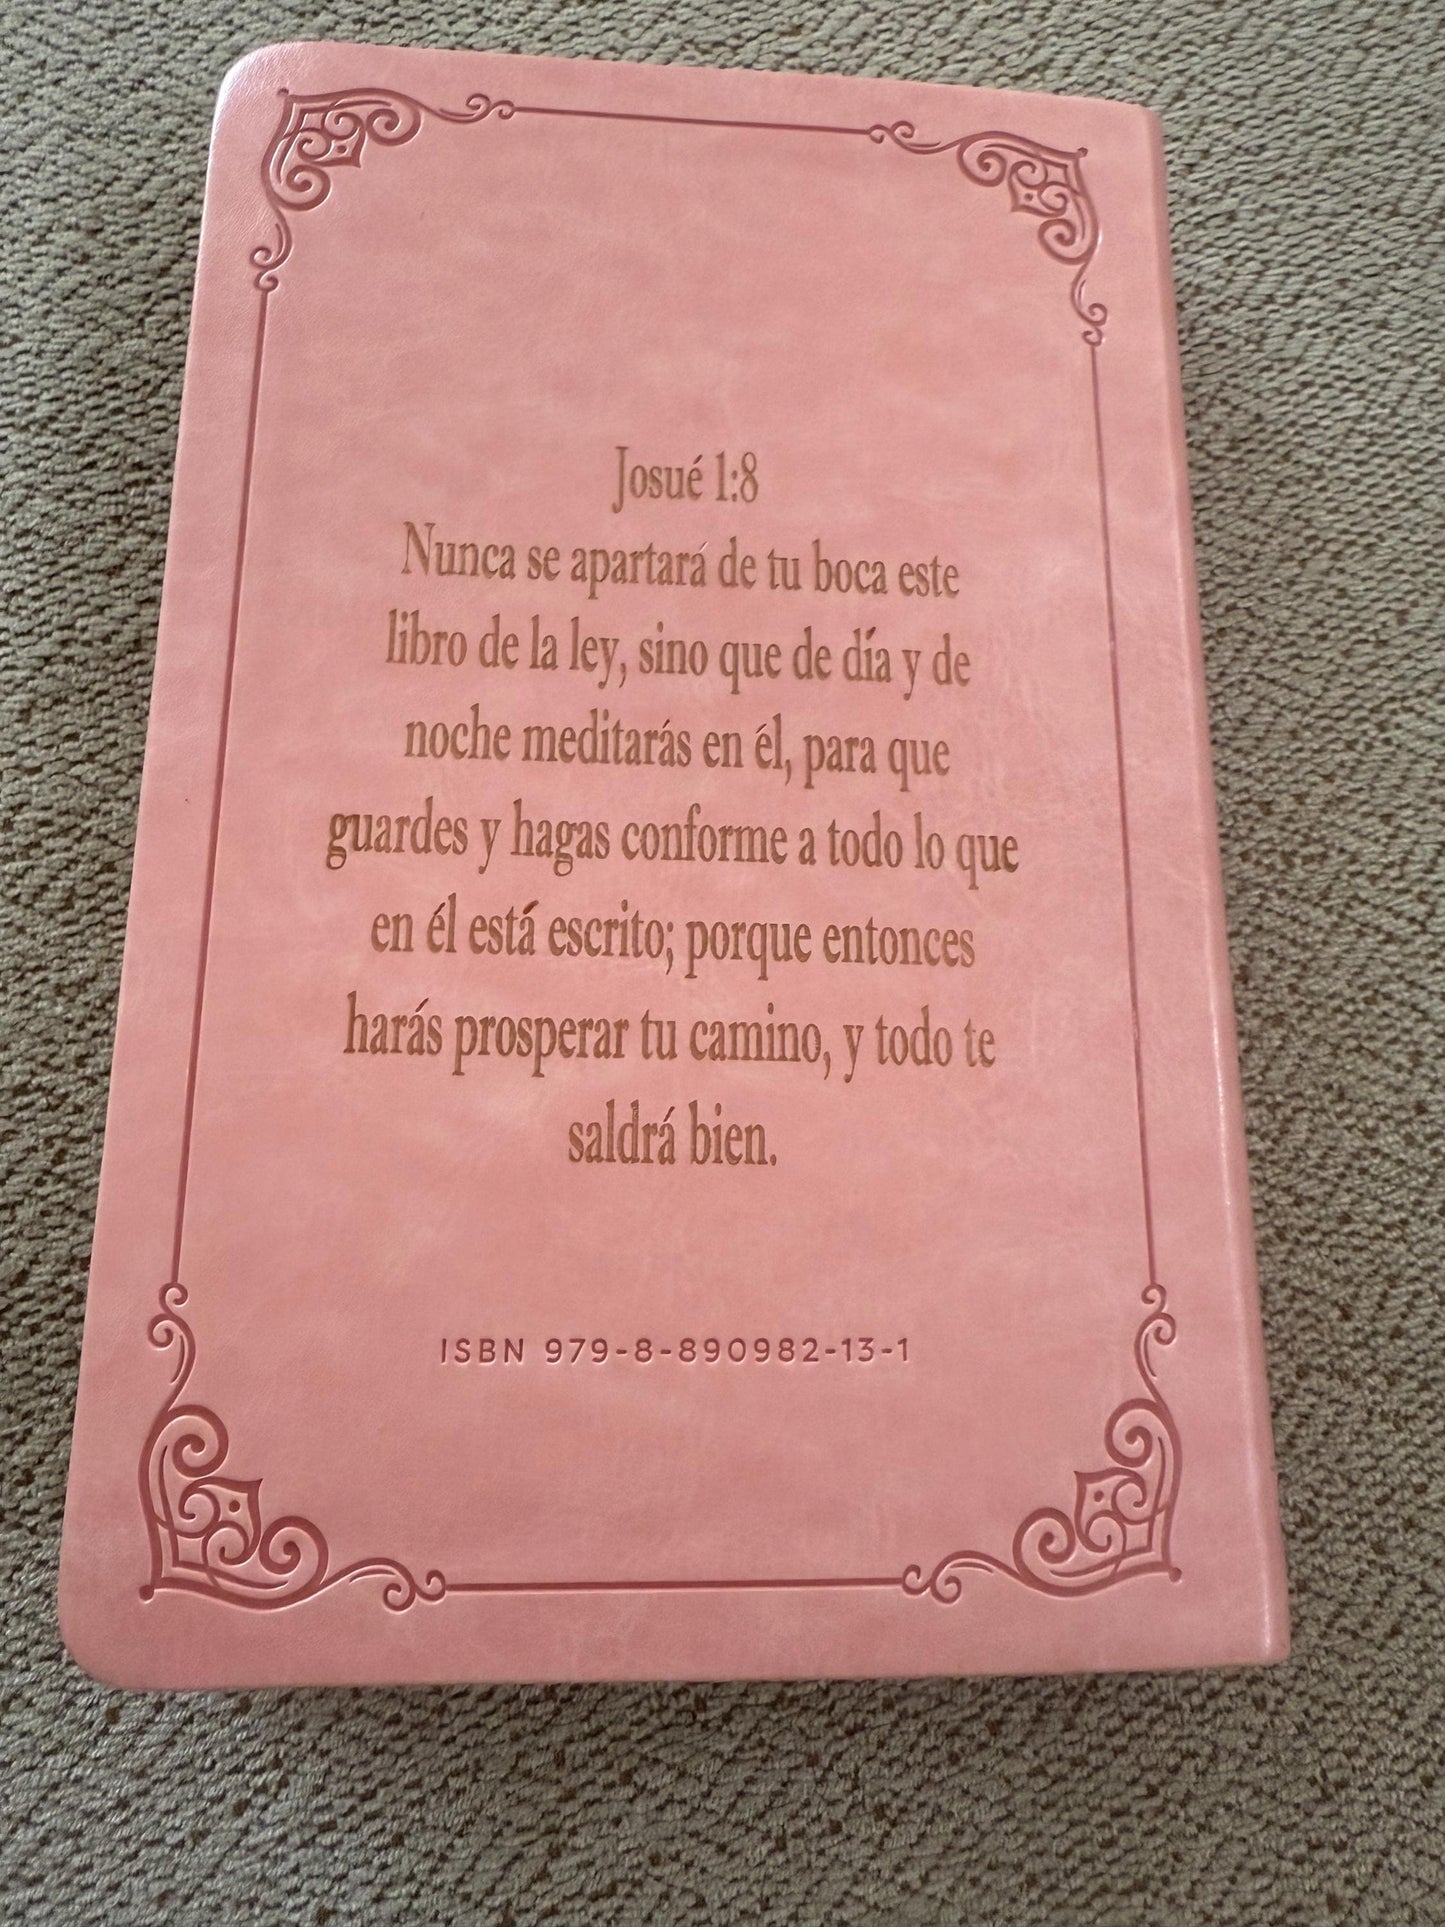 Josué 1:8
Nunca se apartará de tu boca este
libro de la ley, sino que de día y de
noche meditarás en él, para que
guardes y hagas conforme a todo lo que
en él está escrito; porque entonces
harás prosperar tu camino, y todo te
saldrá bien.
ISBN 979-8-890982-13-1